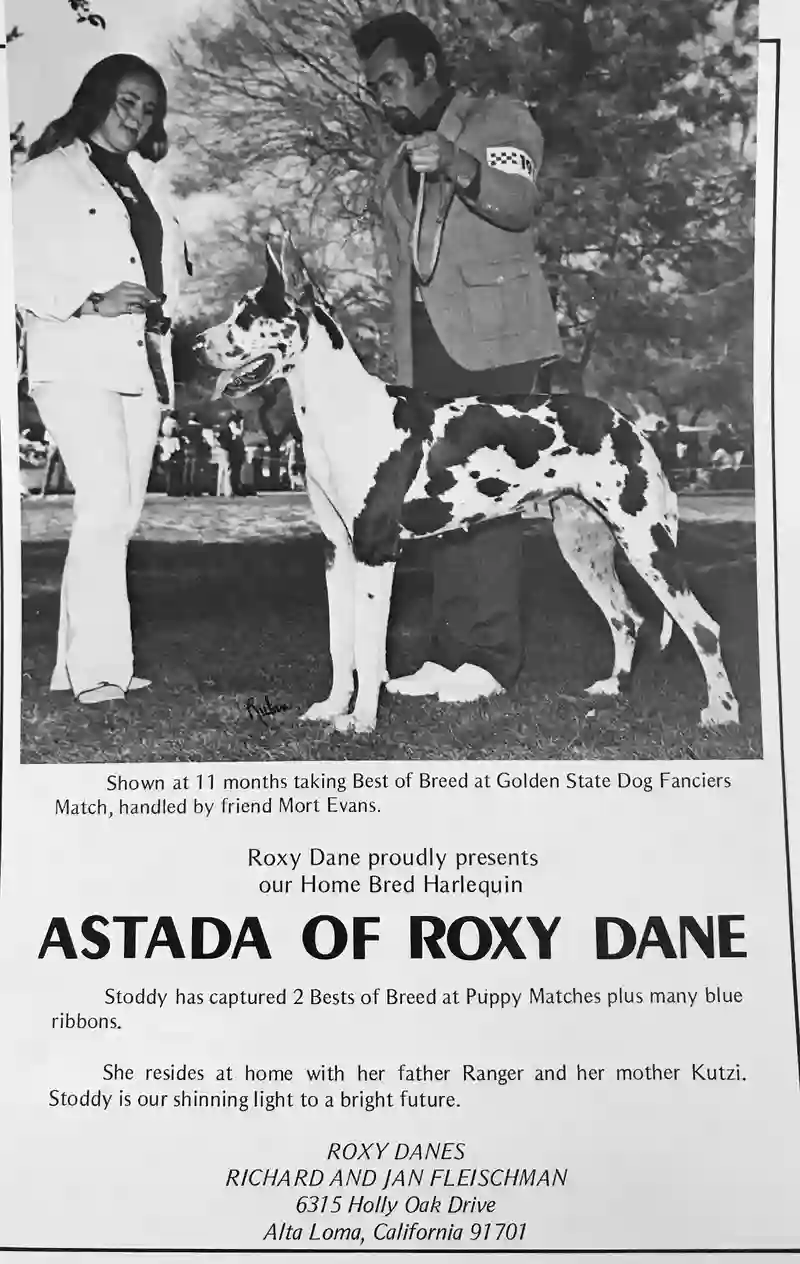 19
Rubin
Shown at 11 months taking Best of Breed at Golden State Dog Fanciers
Match, handled by friend Mort Evans.
Roxy Dane proudly presents
our Home Bred Harlequin
ASTADA OF ROXY DANE
Stoddy has captured 2 Bests of Breed at Puppy Matches plus many blue
ribbons.
She resides at home with her father Ranger and her mother Kutzi.
Stoddy is our shinning light to a bright future.
ROXY DANES
RICHARD AND JAN FLEISCHMAN
6315 Holly Oak Drive
Alta Loma, California 91701